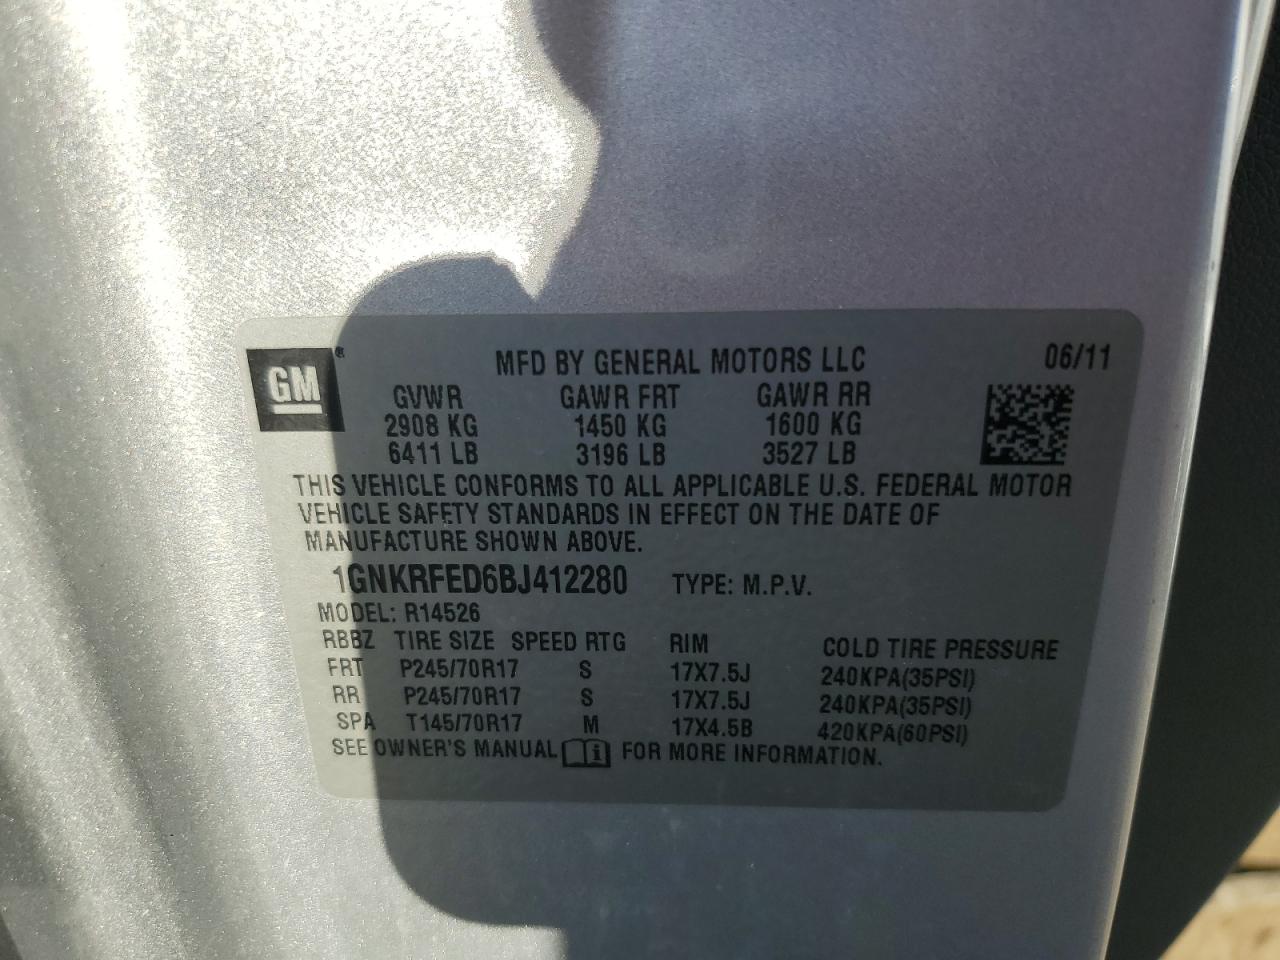 GM®
MFD BY GENERAL MOTORS LLC 06/11
GVWR GAWR FRT GAWR RR
2908 KG 1450 KG 1600 KG
6411 LB 3196 LB 3527 LB
THIS VEHICLE CONFORMS TO ALL APPLICABLE U.S. FEDERAL MOTOR
VEHICLE SAFETY STANDARDS IN EFFECT ON THE DATE OF
MANUFACTURE SHOWN ABOVE.
1GNKRFED6BJ412280 TYPE: M.P.V.
MODEL: R14526
RBBZ TIRE SIZE SPEED RTG RIM COLD TIRE PRESSURE
FRT P245/70R17 S 17X7.5J 240KPA(35PSI)
RR P245/70R17 S 17X7.5J 240KPA(35PSI)
SPA T145/70R17 M 17X4.5B 420KPA(60PSI)
SEE OWNER'S MANUAL i FOR MORE INFORMATION.